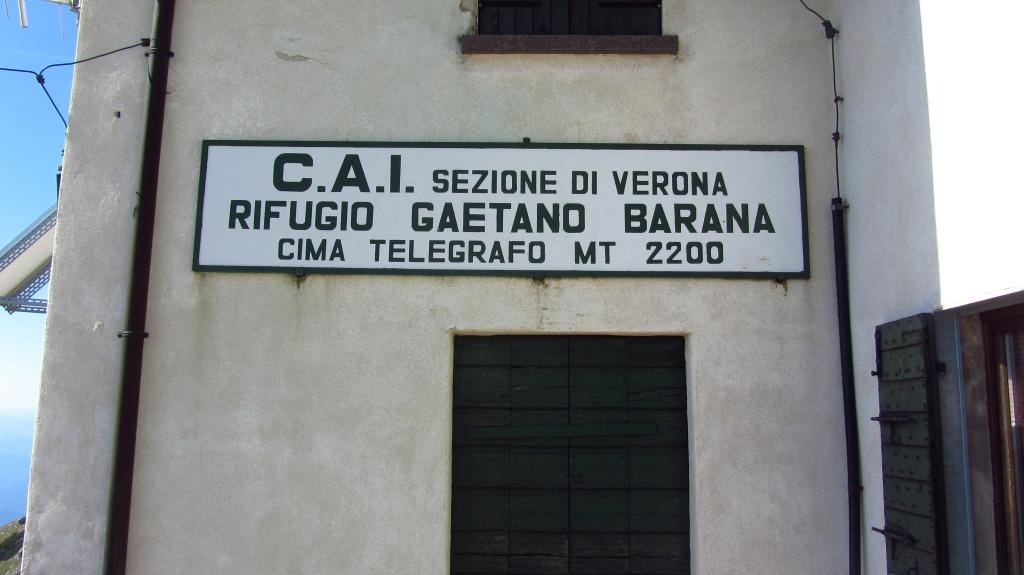 C.A.I. SEZIONE DI VERONA
RIFUGIO GAETANO BARANA
CIMA TELEGRAFO MT 2200